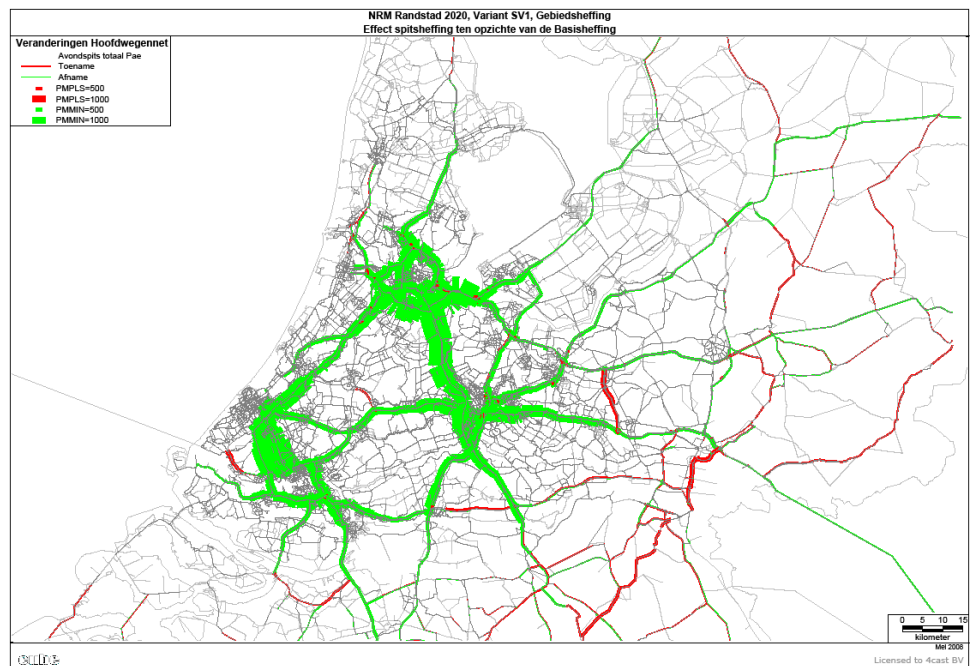 NRM Randstad 2020, Variant SV1, Gebiedsheffing
Effect spitsheffing ten opzichte van de Basisheffing
Veranderingen Hoofdwegennet
Avondspits totaal Pae
Toename
Afname
PMPLS=500
PMPLS=1000
PMMIN=500
PMMIN=1000
0 5 10 15
kilometer
Mei 2008
cube
Licensed to 4cast BV